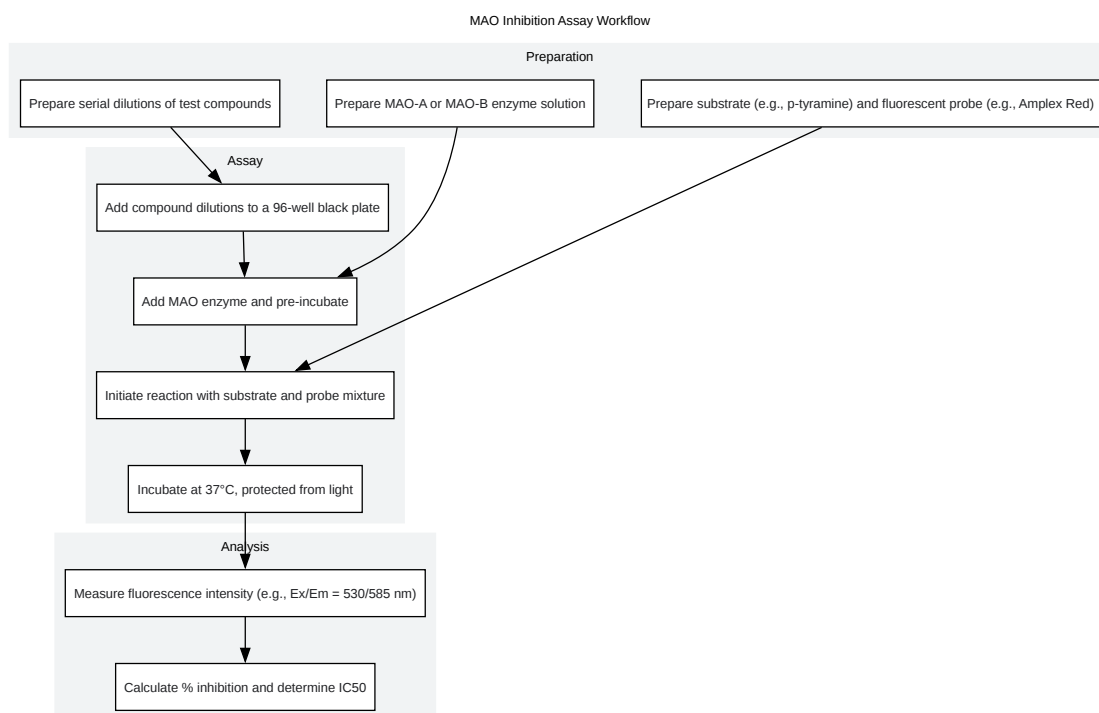 MAO Inhibition Assay Workflow
Preparation
Prepare serial dilutions of test compounds
Prepare MAO-A or MAO-B enzyme solution
Prepare substrate (e.g., p-tyramine) and fluorescent probe (e.g., Amplex Red)
Assay
Add compound dilutions to a 96-well black plate
Add MAO enzyme and pre-incubate
Initiate reaction with substrate and probe mixture
Incubate at 37°C, protected from light
Analysis
Measure fluorescence intensity (e.g., Ex/Em = 530/585 nm)
Calculate % inhibition and determine IC50